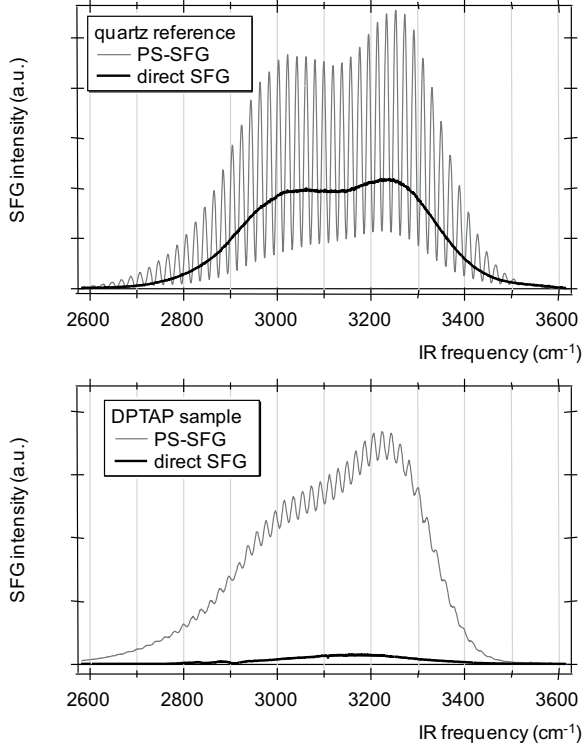 quartz reference
PS-SFG
direct SFG
SFG intensity (a.u.)
2600 2800 3000 3200 3400 3600
IR frequency (cm-1)
DPTAP sample
PS-SFG
direct SFG
SFG intensity (a.u.)
2600 2800 3000 3200 3400 3600
IR frequency (cm-1)